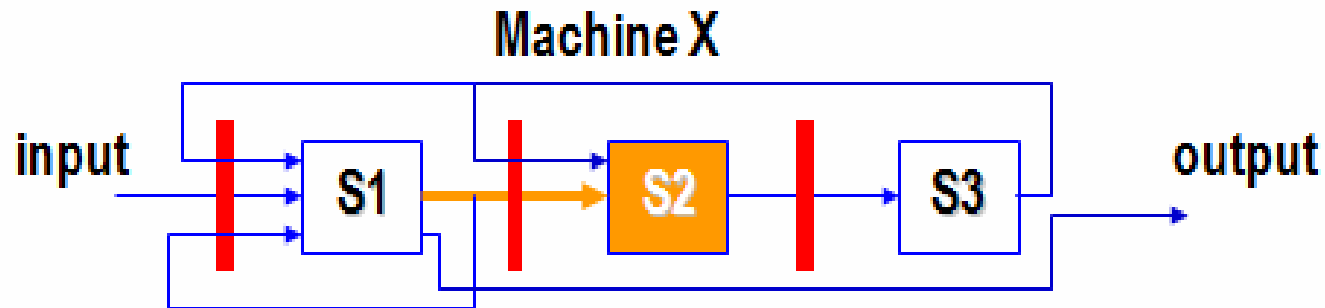 Machine X
input
S1
S2
S3
output